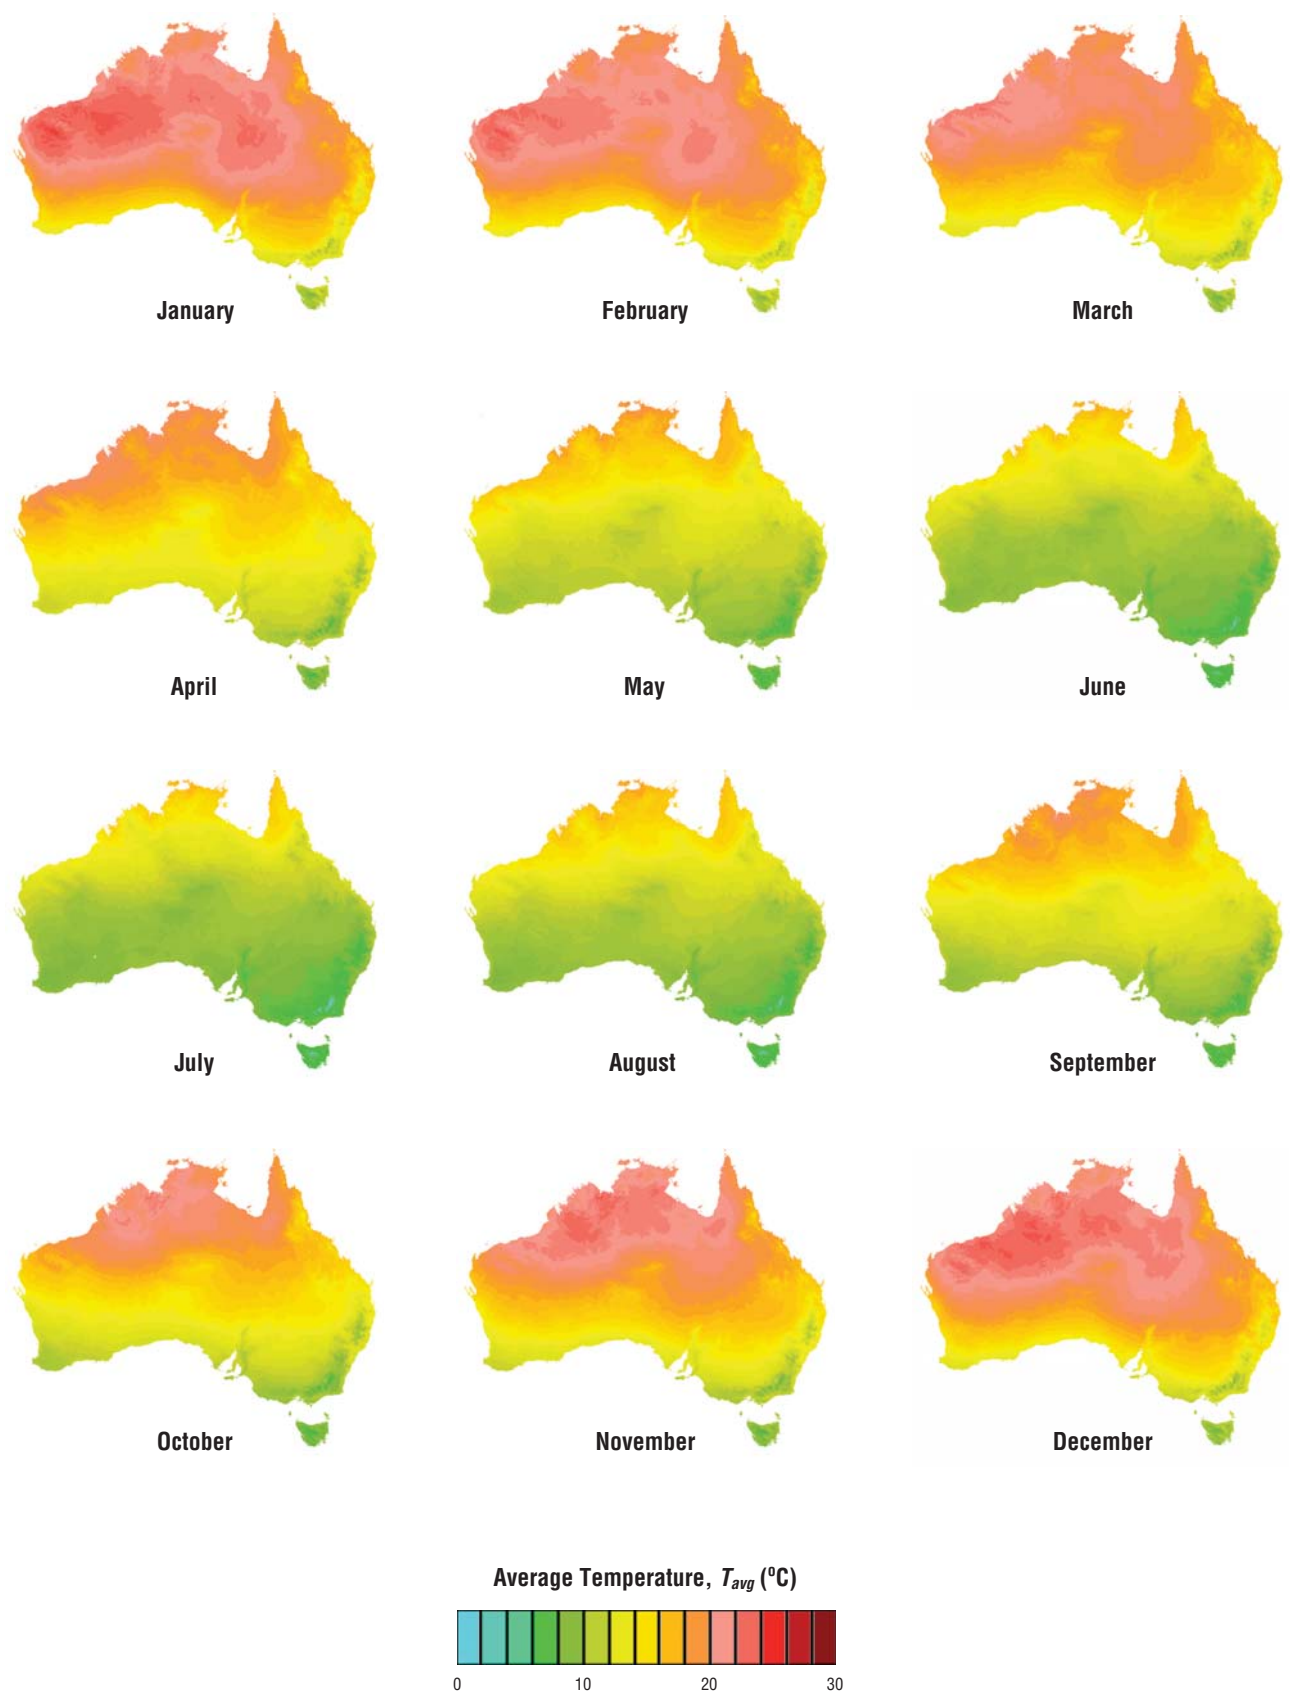 January
February
March
April
May
June
July
August
September
October
November
December
Average Temperature, Tavg (ºC)
0
10
20
30